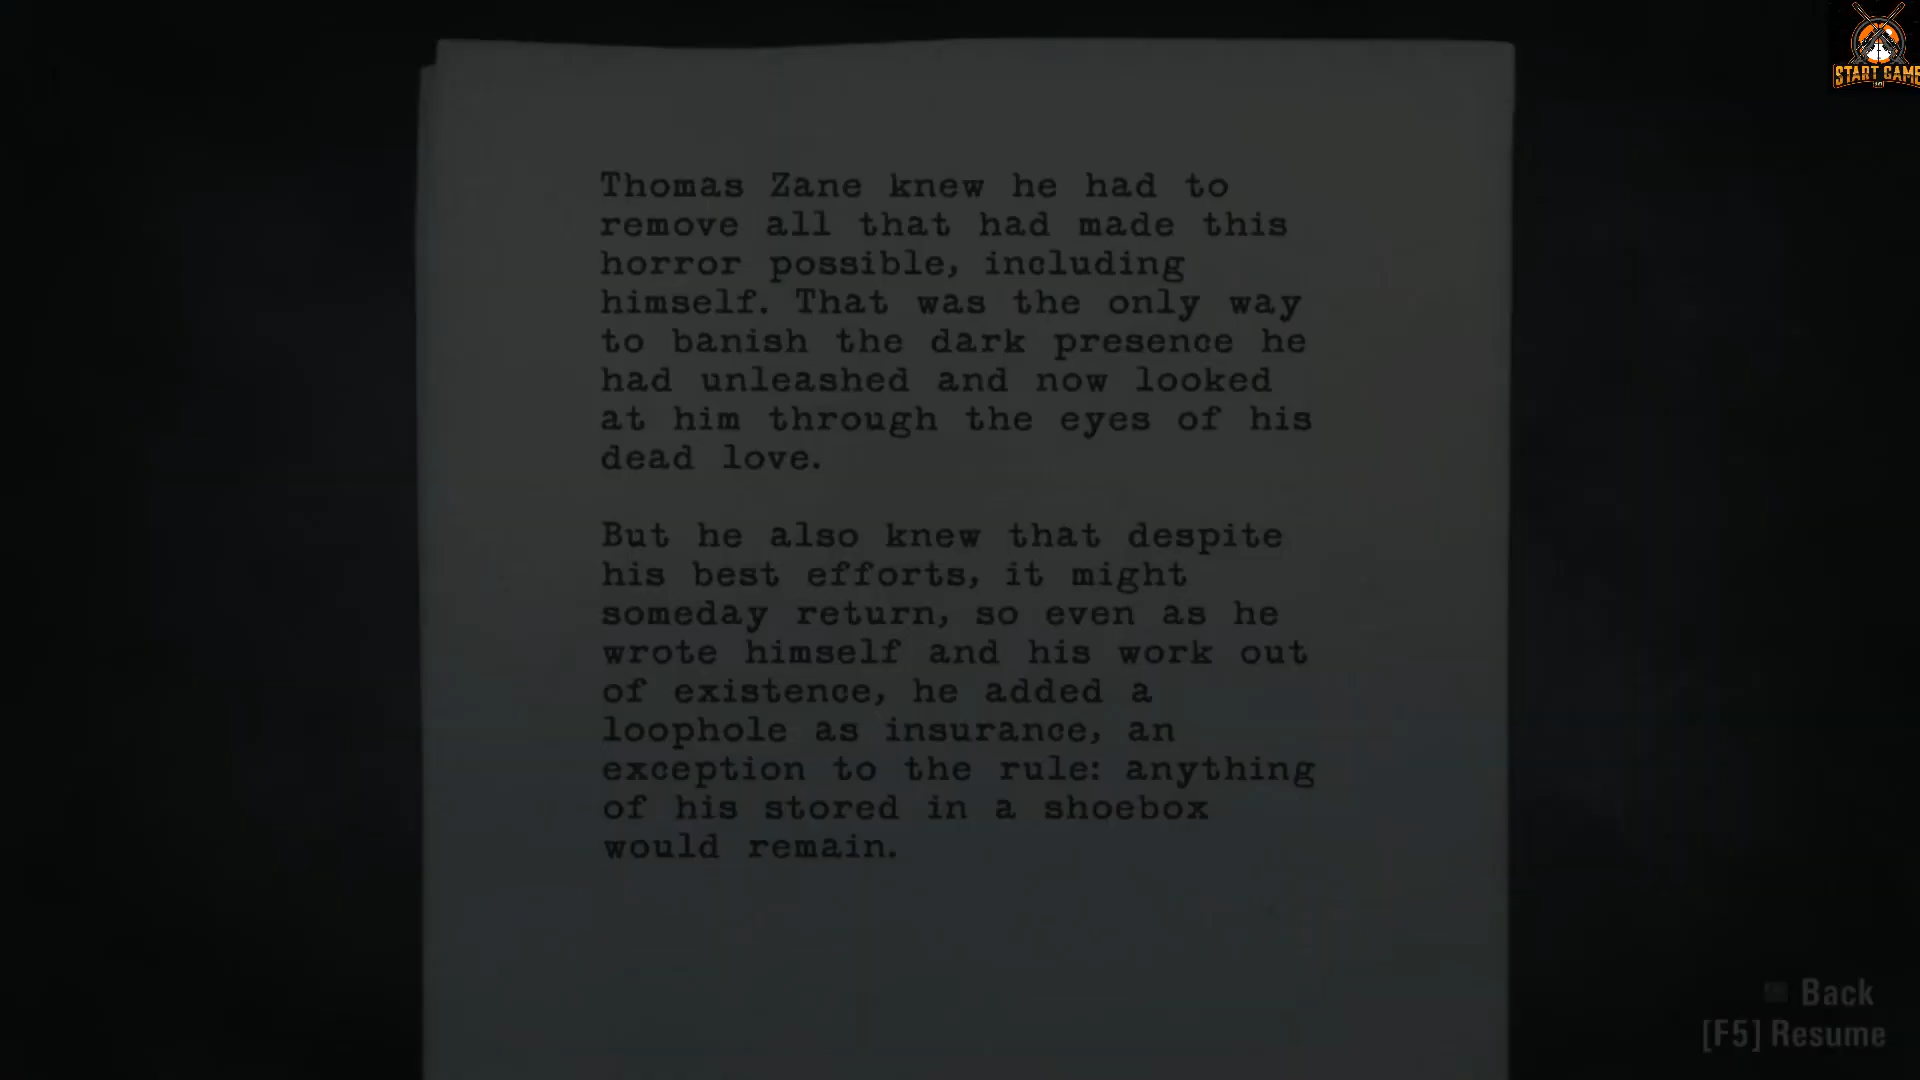 START GAME
Thomas Zane knew he had to
remove all that had made this
horror possible, including
himself. That was the only way
to banish the dark presence he
had unleashed and now looked
at him through the eyes of his
dead love.
But he also knew that despite
his best efforts, it might
someday return, so even as he
wrote himself and his work out
of existence, he added a
loophole as insurance, an
exception to the rule: anything
of his stored in a shoebox
would remain.
Back
[F5] Resume